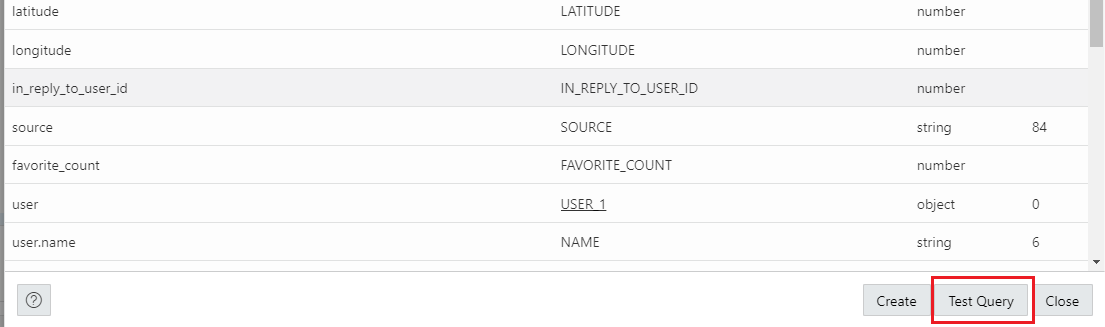 latitude LATITUDE number
longitude LONGITUDE number
in_reply_to_user_id IN_REPLY_TO_USER_ID number
source SOURCE string 84
favorite_count FAVORITE_COUNT number
user USER_1 object 0
user.name NAME string 6
? Create Test Query Close